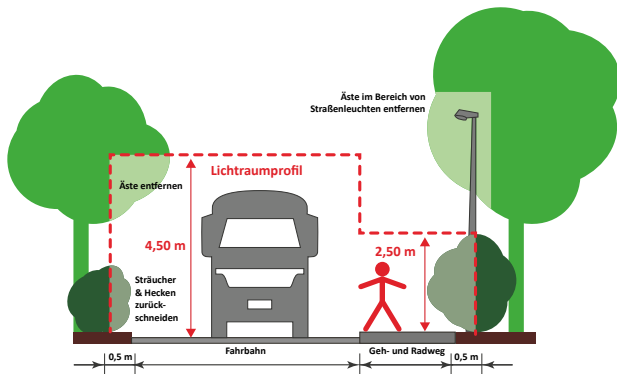 Äste im Bereich von
Straßenleuchten entfernen
Lichtraumprofil
Äste entfernen
4,50 m
2,50 m
Sträucher
& Hecken
zurück-
schneiden
0,5 m
Fahrbahn
Geh- und Radweg
0,5 m